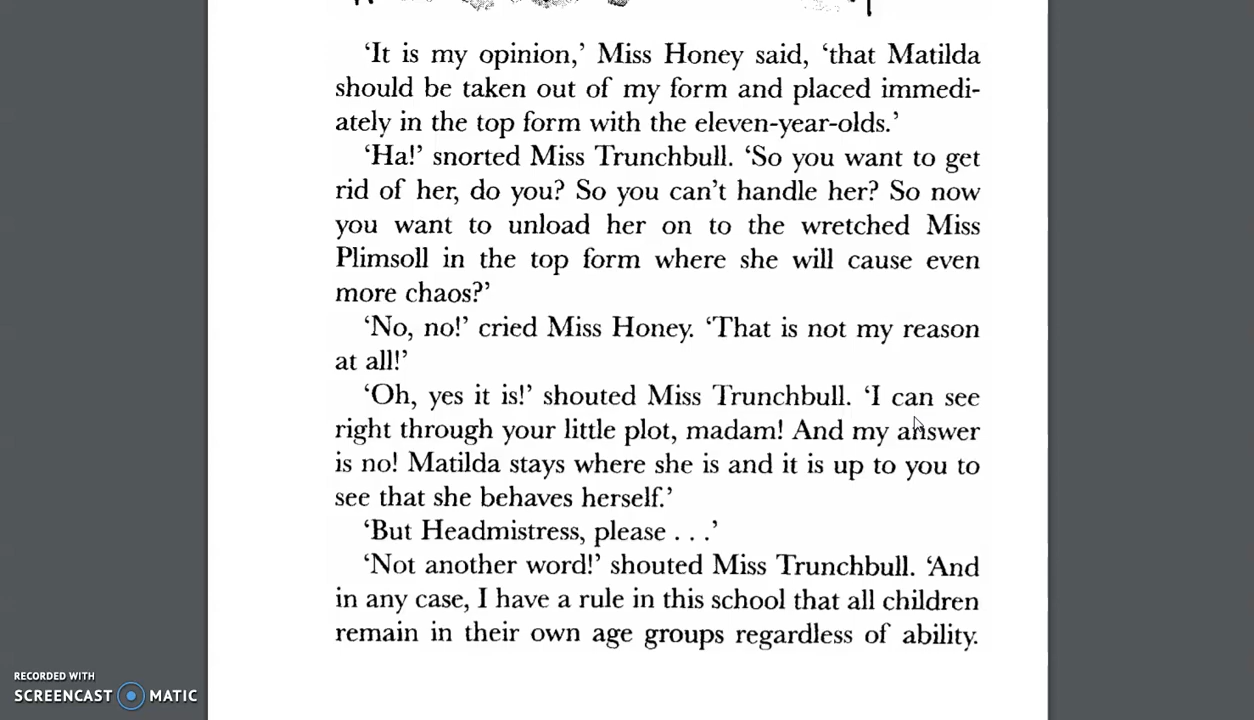 ‘It is my opinion,’ Miss Honey said, ‘that Matilda
should be taken out of my form and placed immedi-
ately in the top form with the eleven-year-olds.’
‘Ha!’ snorted Miss Trunchbull. ‘So you want to get
rid of her, do you? So you can’t handle her? So now
you want to unload her on to the wretched Miss
Plimsoll in the top form where she will cause even
more chaos?’
‘No, no!’ cried Miss Honey. ‘That is not my reason
at all!’
‘Oh, yes it is!’ shouted Miss Trunchbull. ‘I can see
right through your little plot, madam! And my answer
is no! Matilda stays where she is and it is up to you to
see that she behaves herself.’
‘But Headmistress, please . . .’
‘Not another word!’ shouted Miss Trunchbull. ‘And
in any case, I have a rule in this school that all children
remain in their own age groups regardless of ability.
RECORDED WITH
SCREENCAST MATIC